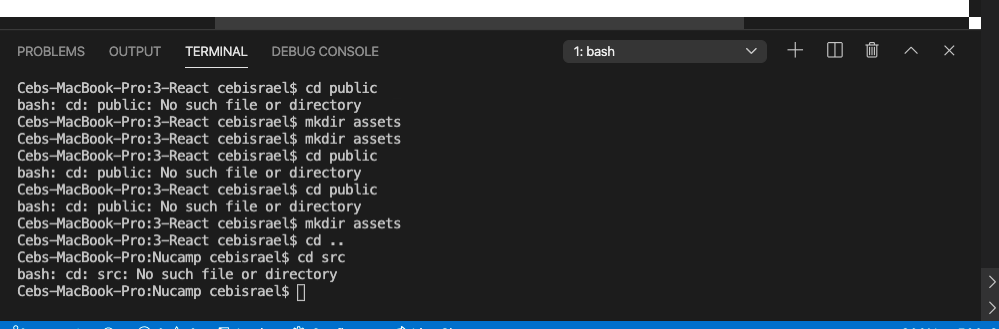 PROBLEMS OUTPUT TERMINAL DEBUG CONSOLE 1: bash
Cebs-MacBook-Pro:3-React cebisrael$ cd public
bash: cd: public: No such file or directory
Cebs-MacBook-Pro:3-React cebisrael$ mkdir assets
Cebs-MacBook-Pro:3-React cebisrael$ mkdir assets
Cebs-MacBook-Pro:3-React cebisrael$ cd public
bash: cd: public: No such file or directory
Cebs-MacBook-Pro:3-React cebisrael$ cd public
bash: cd: public: No such file or directory
Cebs-MacBook-Pro:3-React cebisrael$ mkdir assets
Cebs-MacBook-Pro:3-React cebisrael$ cd ..
Cebs-MacBook-Pro:Nucamp cebisrael$ cd src
bash: cd: src: No such file or directory
Cebs-MacBook-Pro:Nucamp cebisrael$